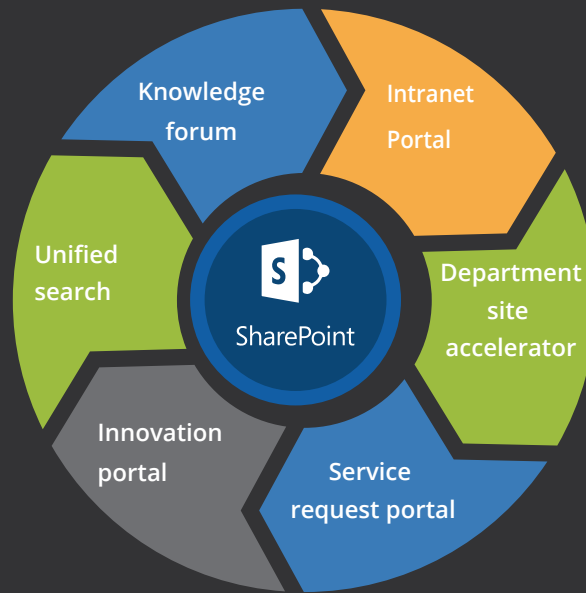 Knowledge
forum
Intranet
Portal
Unified
search
Department
site
accelerator
S
SharePoint
Innovation
portal
Service
request portal